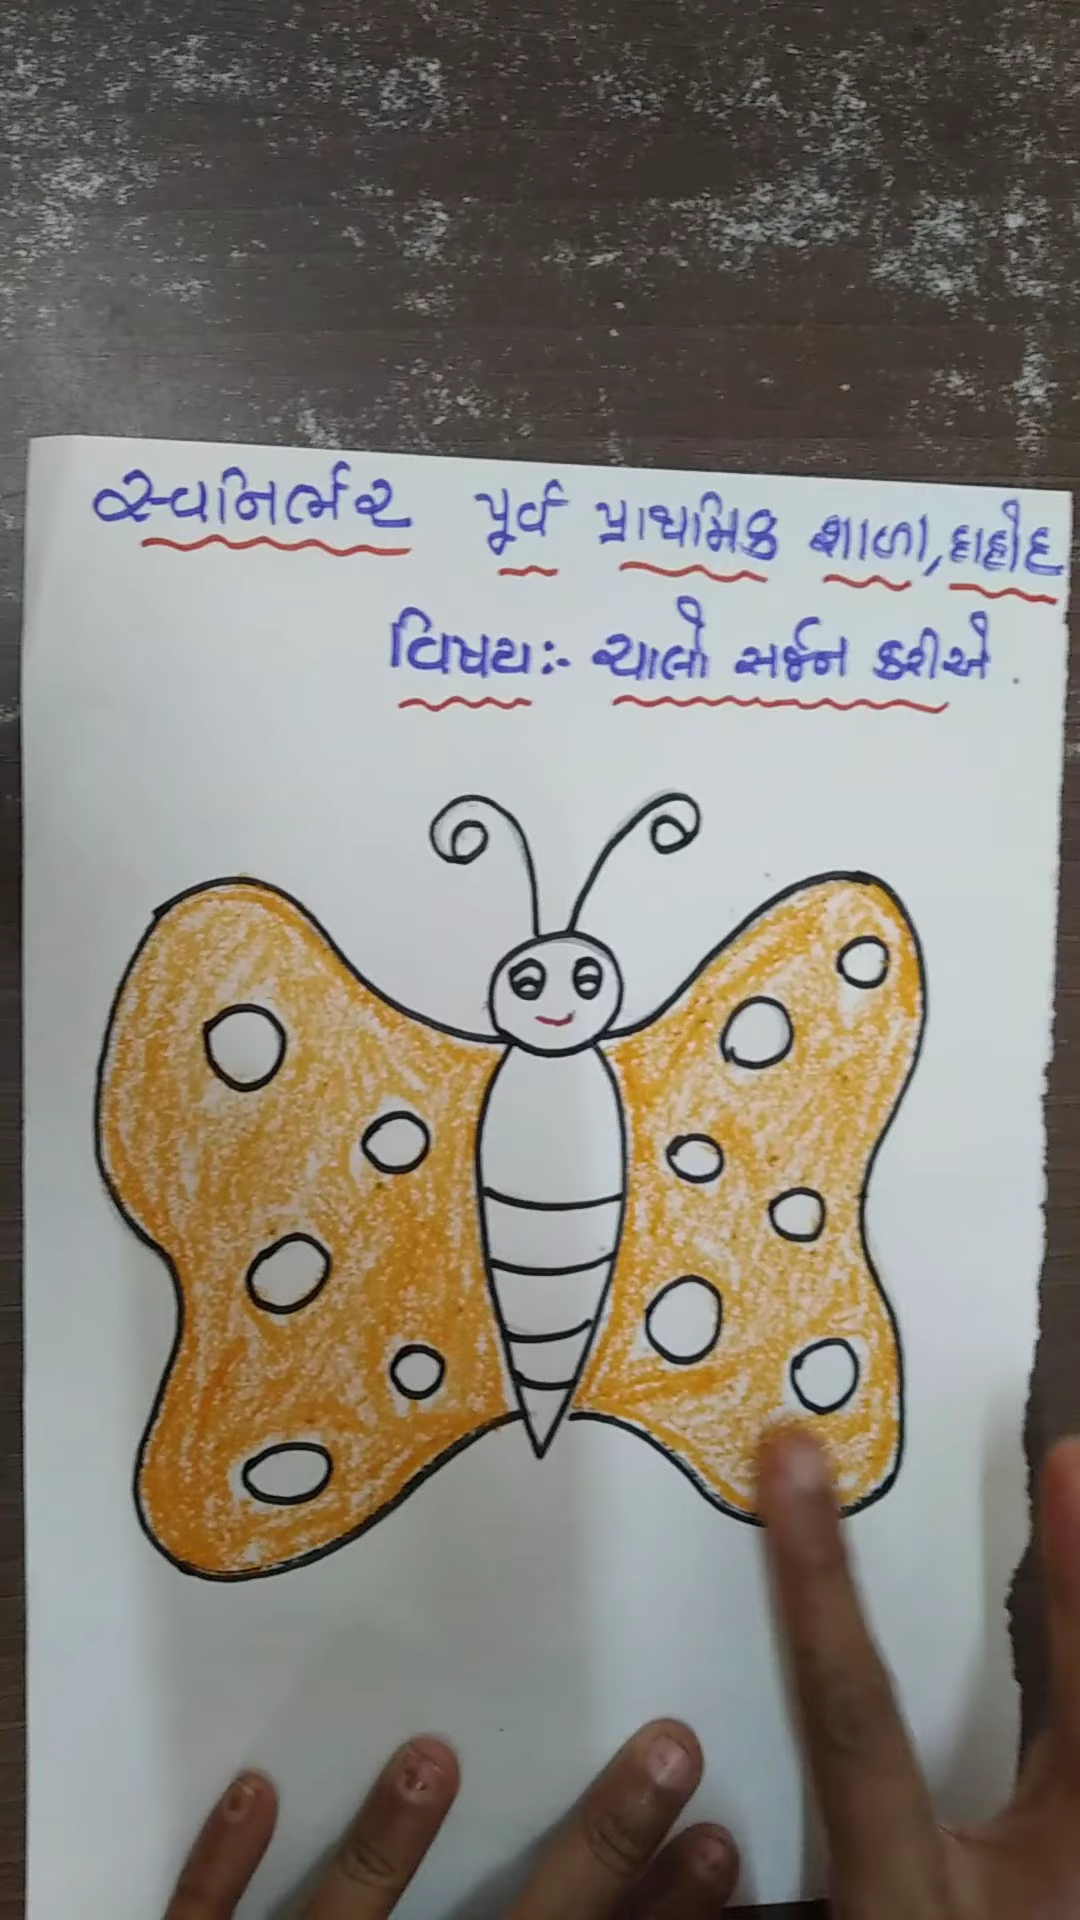 સ્વનિર્ભર પૂર્વ પ્રાથમિક શાળા, દાહોદ
વિષય:- ચાલો સર્જન કરીએ.